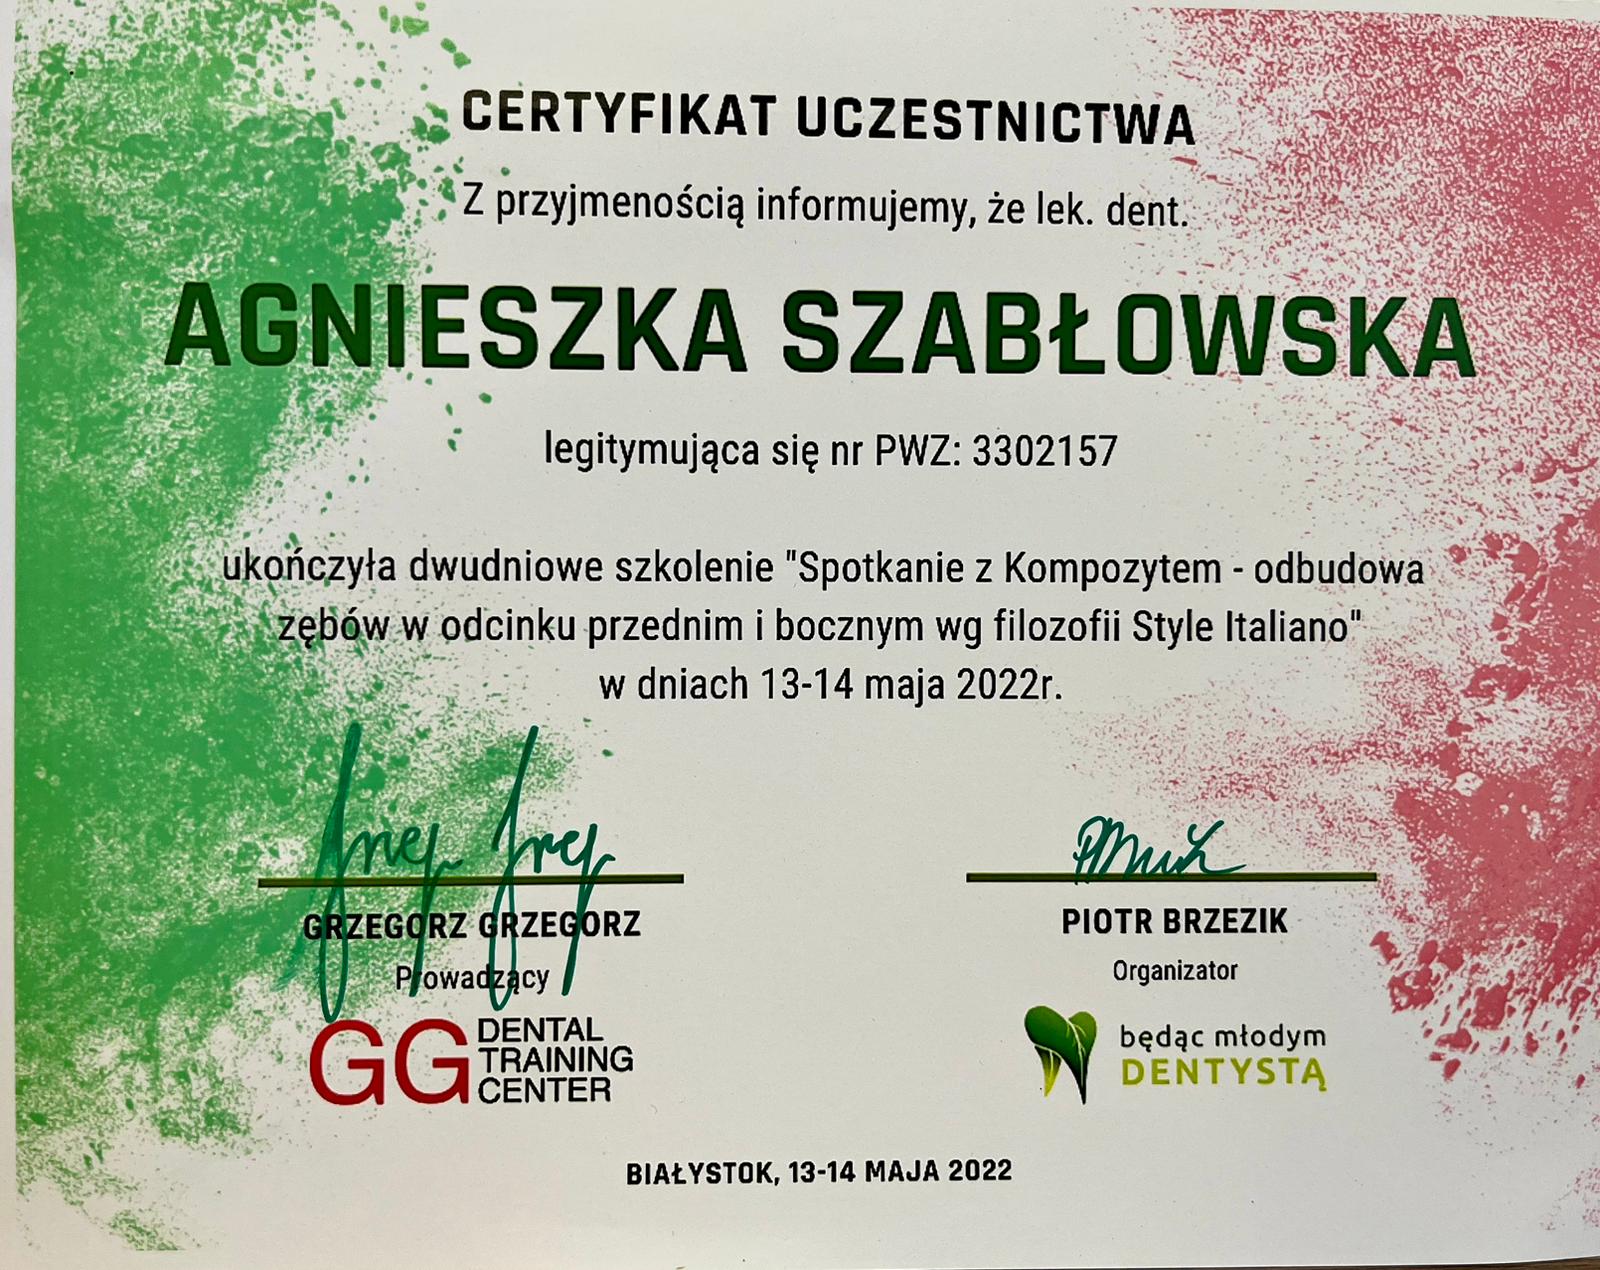 CERTYFIKAT UCZESTNICTWA
Z przyjmenością informujemy, że lek. dent.
AGNIESZKA SZABŁOWSKA
legitymująca się nr PWZ: 3302157
ukończyła dwudniowe szkolenie "Spotkanie z Kompozytem - odbudowa
zębów w odcinku przednim i bocznym wg filozofii Style Italiano"
w dniach 13-14 maja 2022r.
GRZEGORZ GRZEGORZ
Prowadzący
GG DENTAL
TRAINING
CENTER
PIOTR BRZEZIK
Organizator
będąc młodym
DENTYSTĄ
BIAŁYSTOK, 13-14 MAJA 2022